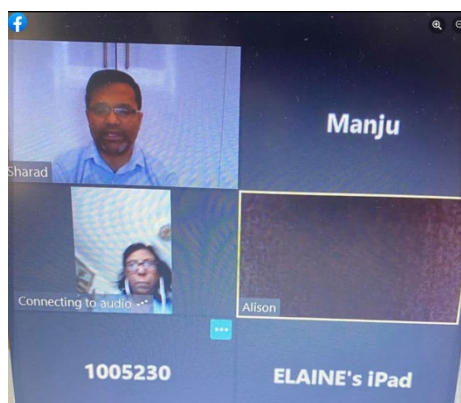 Manju
Sharad
Connecting to audio ...
Alison
1005230
ELAINE's iPad